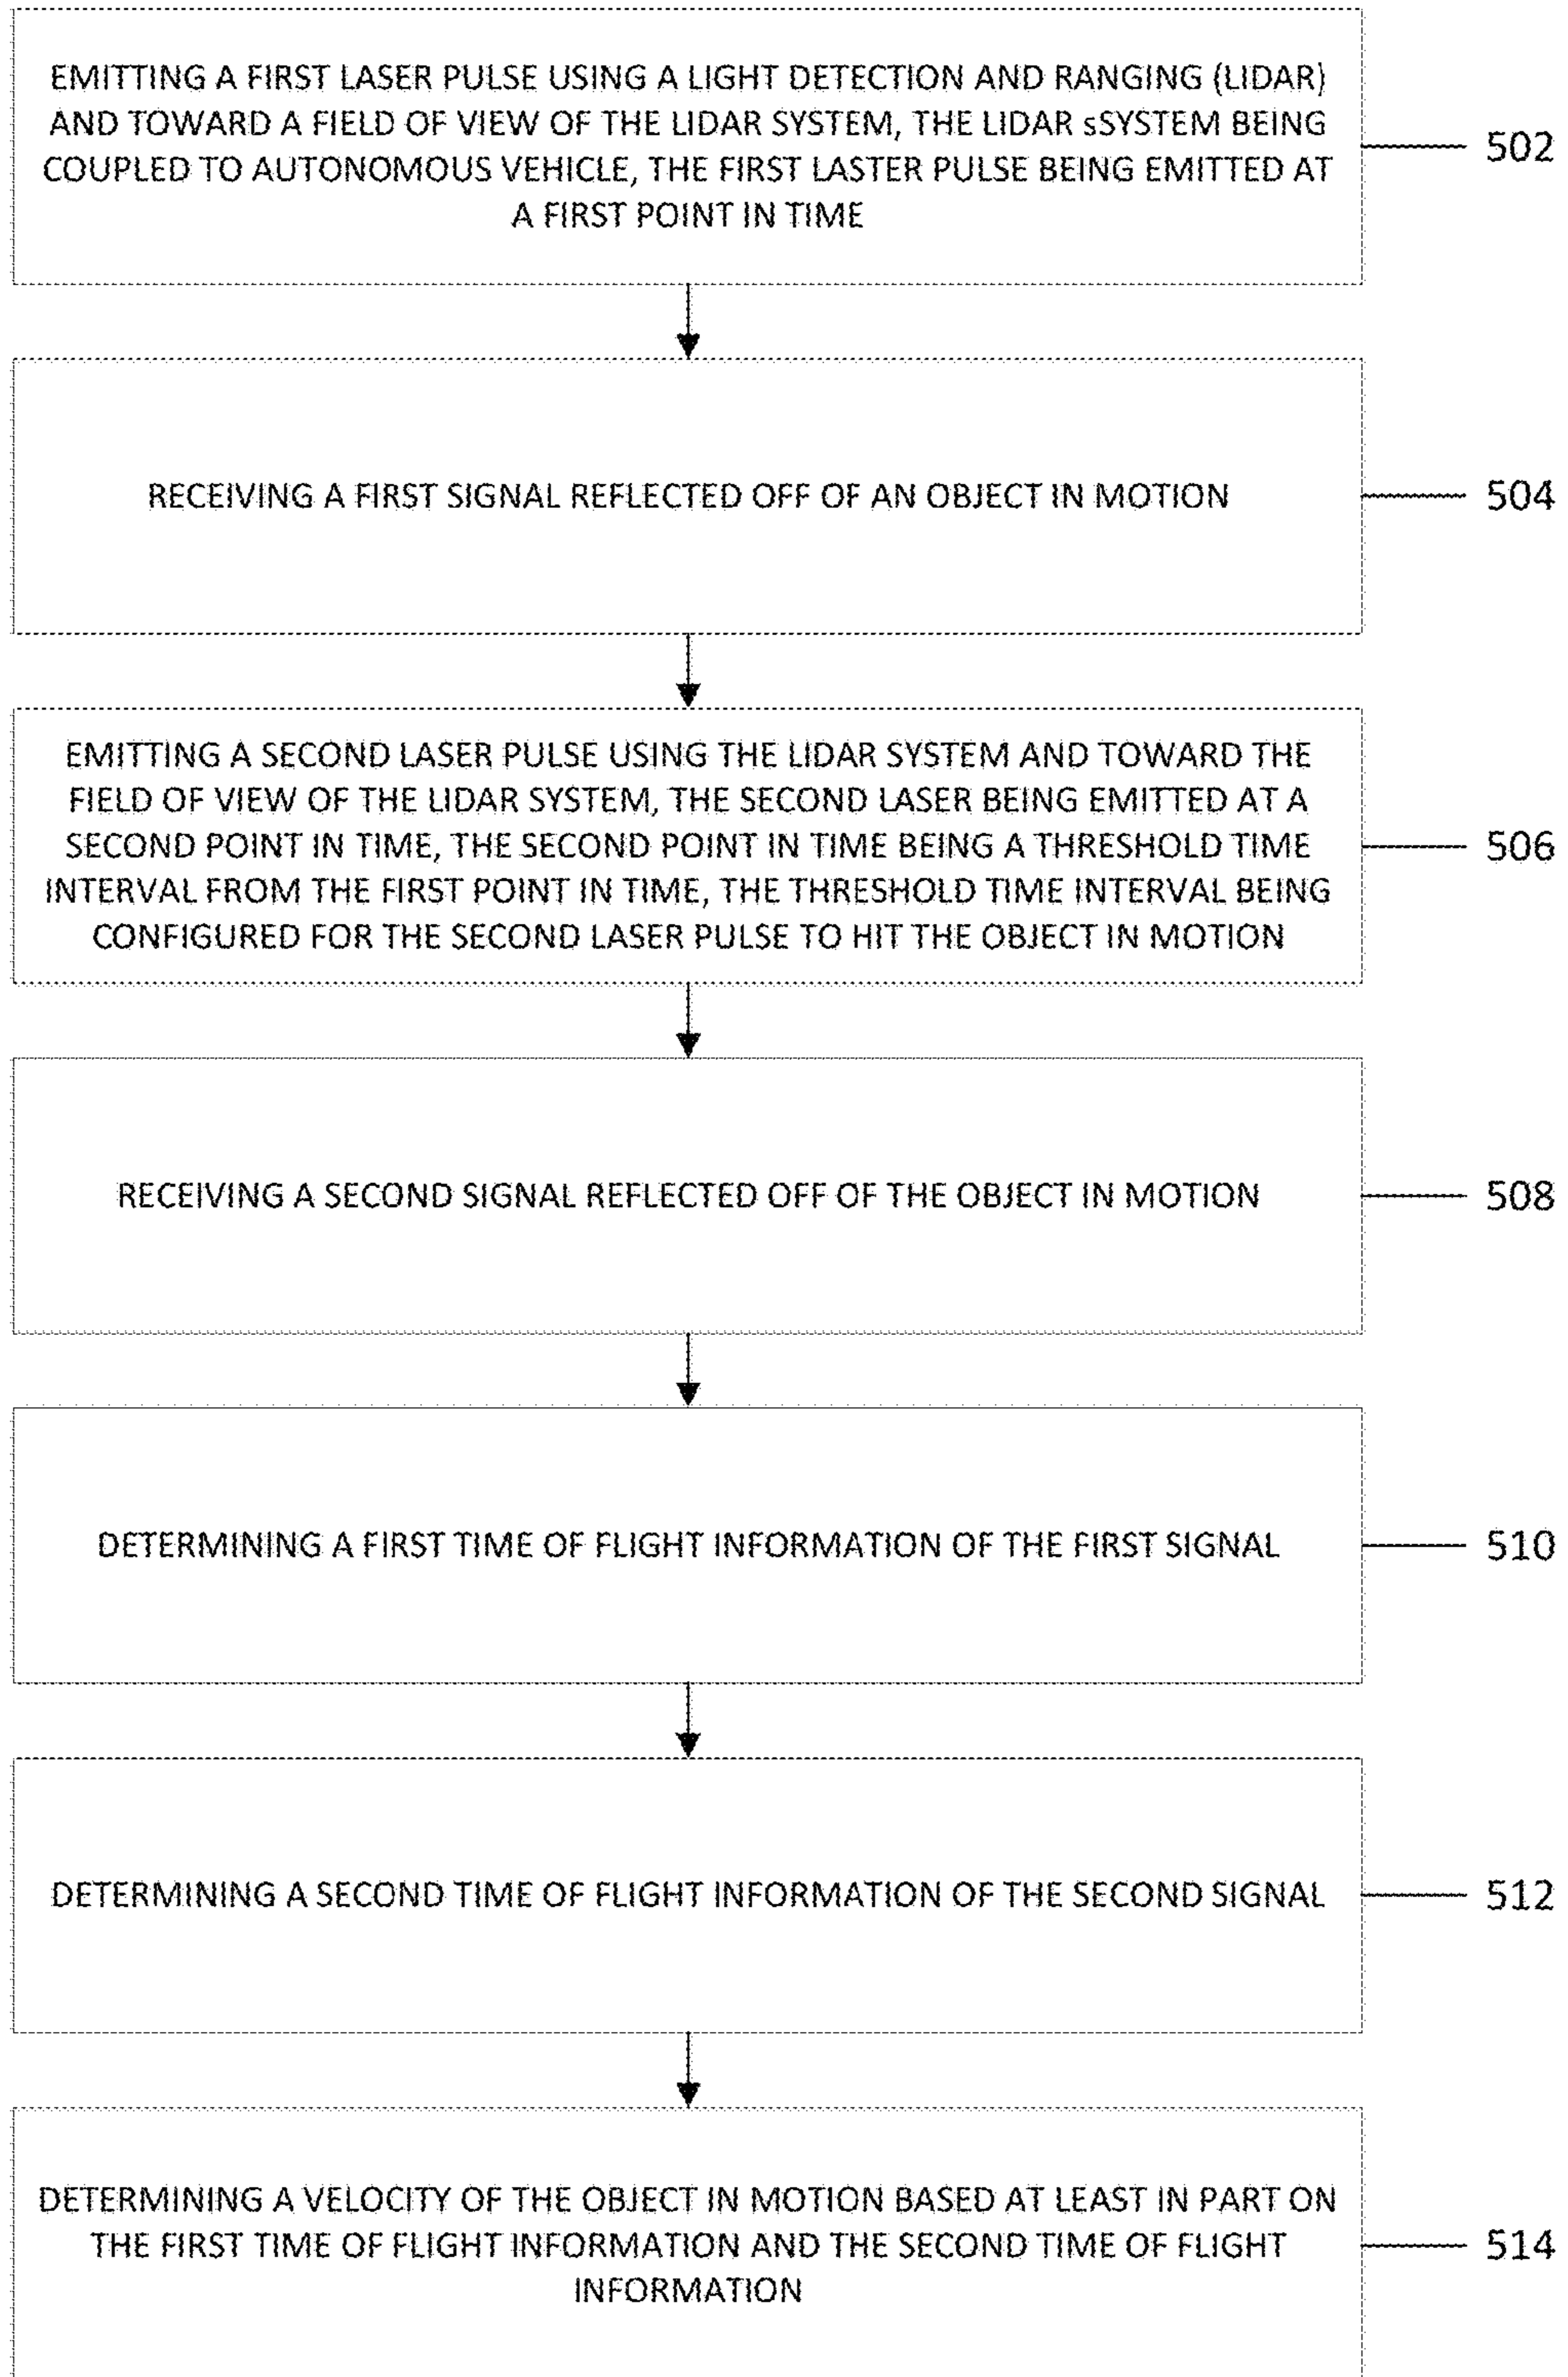 EMITTING A FIRST LASER PULSE USING A LIGHT DETECTION AND RANGING (LIDAR)
AND TOWARD A FIELD OF VIEW OF THE LIDAR SYSTEM, THE LIDAR sSYSTEM BEING
COUPLED TO AUTONOMOUS VEHICLE, THE FIRST LASTER PULSE BEING EMITTED AT
A FIRST POINT IN TIME
502
RECEIVING A FIRST SIGNAL REFLECTED OFF OF AN OBJECT IN MOTION
504
EMITTING A SECOND LASER PULSE USING THE LIDAR SYSTEM AND TOWARD THE
FIELD OF VIEW OF THE LIDAR SYSTEM, THE SECOND LASER BEING EMITTED AT A
SECOND POINT IN TIME, THE SECOND POINT IN TIME BEING A THRESHOLD TIME
INTERVAL FROM THE FIRST POINT IN TIME, THE THRESHOLD TIME INTERVAL BEING
CONFIGURED FOR THE SECOND LASER PULSE TO HIT THE OBJECT IN MOTION
506
RECEIVING A SECOND SIGNAL REFLECTED OFF OF THE OBJECT IN MOTION
508
DETERMINING A FIRST TIME OF FLIGHT INFORMATION OF THE FIRST SIGNAL
510
DETERMINING A SECOND TIME OF FLIGHT INFORMATION OF THE SECOND SIGNAL
512
DETERMINING A VELOCITY OF THE OBJECT IN MOTION BASED AT LEAST IN PART ON
THE FIRST TIME OF FLIGHT INFORMATION AND THE SECOND TIME OF FLIGHT
INFORMATION
514